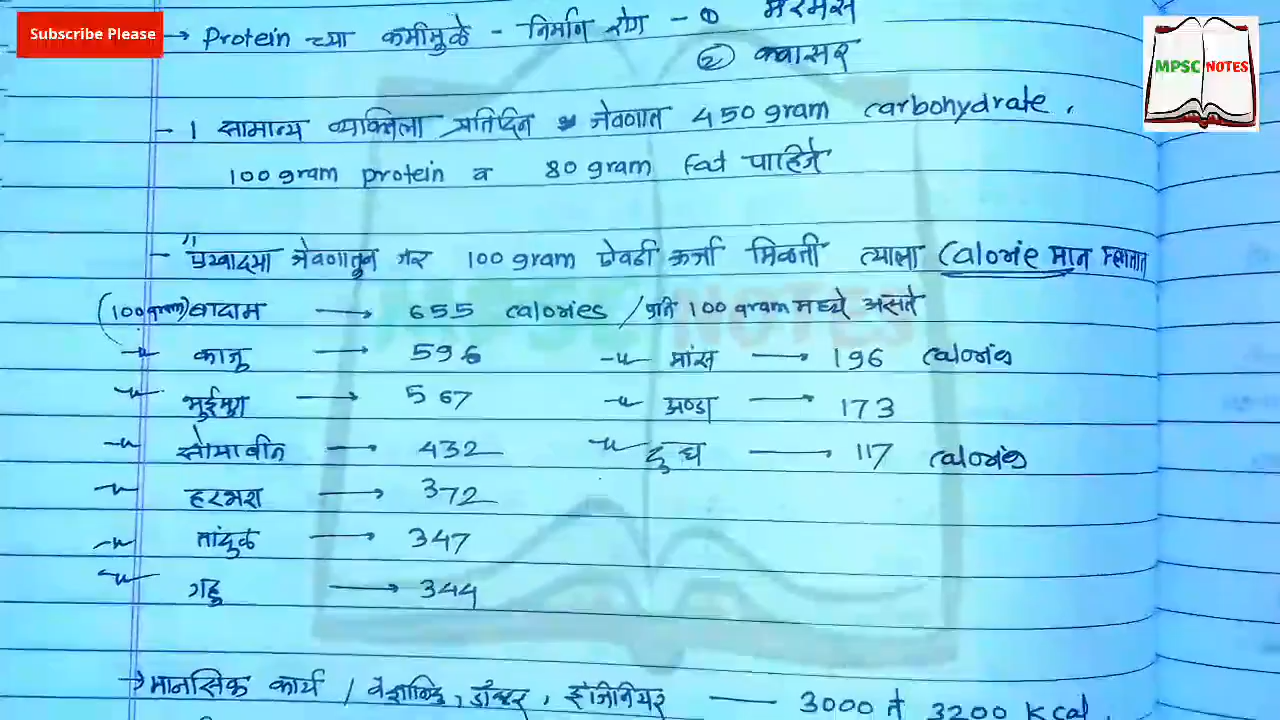 Subscribe Please
MPSC NOTES
→ Protein च्या कमीमुळे - निर्माण रोग - ① मरस्मस
② क्वासर
- 1 सामान्य व्यक्तिला प्रतिदिन जेवणात 450 gram carbohydrate,
100 gram protein व 80 gram Fat पाहिजे
- एखाद्या जेवणातून जर 100 gram ऐवढी ऊर्जा मिळती त्याला Calorie मान म्हणतात
(100 gram) बादाम → 655 calories / प्रति 100 gram मध्ये असते
-〃- काजु → 596 -〃- मांस → 196 calories
-〃- भुईमुग → 567 -〃- अण्डा → 173
-〃- सोयाबीन → 432 -〃- दुध → 117 calories
-〃- हरभरा → 372
-〃- तांदुळ → 347
-〃- गहु → 344
→ मानसिक कार्य / वैज्ञानिक, डॉक्टर, इंजिनियर — 3000 ते 3200 Kcal.